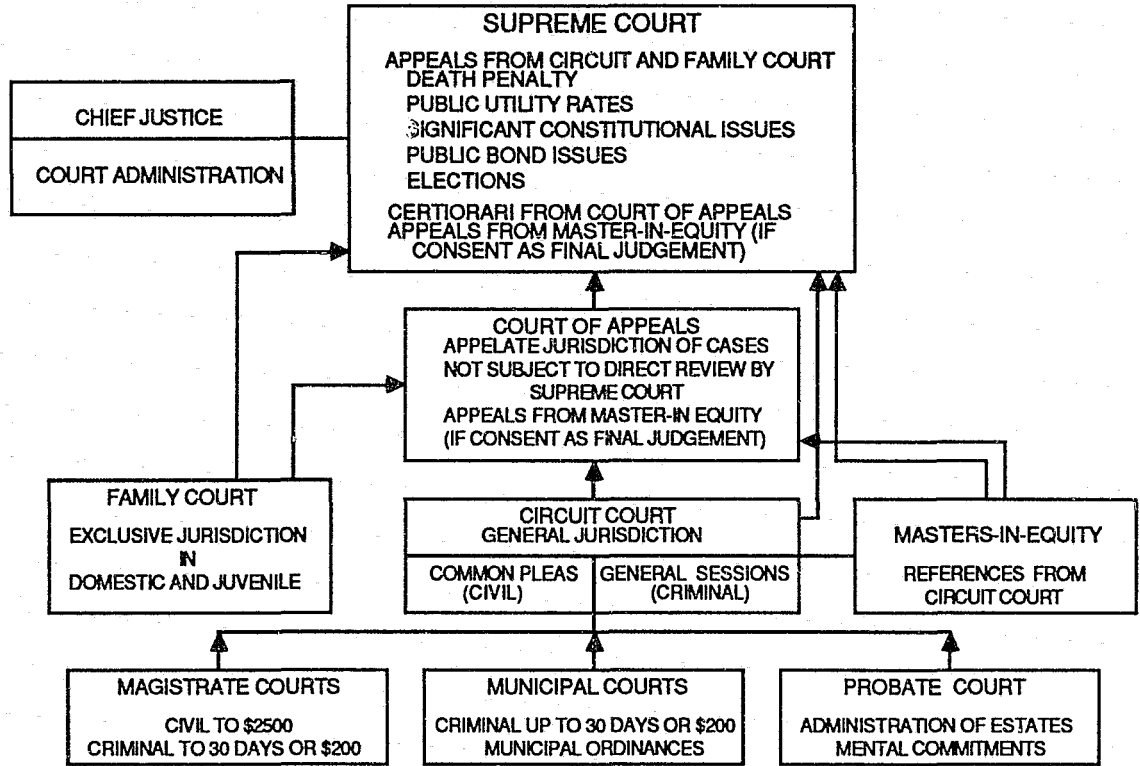 SUPREME COURT
APPEALS FROM CIRCUIT AND FAMILY COURT
DEATH PENALTY
PUBLIC UTILITY RATES
SIGNIFICANT CONSTITUTIONAL ISSUES
PUBLIC BOND ISSUES
ELECTIONS
CERTIORARI FROM COURT OF APPEALS
APPEALS FROM MASTER-IN-EQUITY (IF
CONSENT AS FINAL JUDGEMENT)
CHIEF JUSTICE
COURT ADMINISTRATION
COURT OF APPEALS
APPELATE JURISDICTION OF CASES
NOT SUBJECT TO DIRECT REVIEW BY
SUPREME COURT
APPEALS FROM MASTER-IN EQUITY
(IF CONSENT AS FINAL JUDGEMENT)
FAMILY COURT
EXCLUSIVE JURISDICTION
IN
DOMESTIC AND JUVENILE
CIRCUIT COURT
GENERAL JURISDICTION
COMMON PLEAS
(CIVIL)
GENERAL SESSIONS
(CRIMINAL)
MASTERS-IN-EQUITY
REFERENCES FROM
CIRCUIT COURT
MAGISTRATE COURTS
CIVIL TO $2500
CRIMINAL TO 30 DAYS OR $200
MUNICIPAL COURTS
CRIMINAL UP TO 30 DAYS OR $200
MUNICIPAL ORDINANCES
PROBATE COURT
ADMINISTRATION OF ESTATES
MENTAL COMMITMENTS